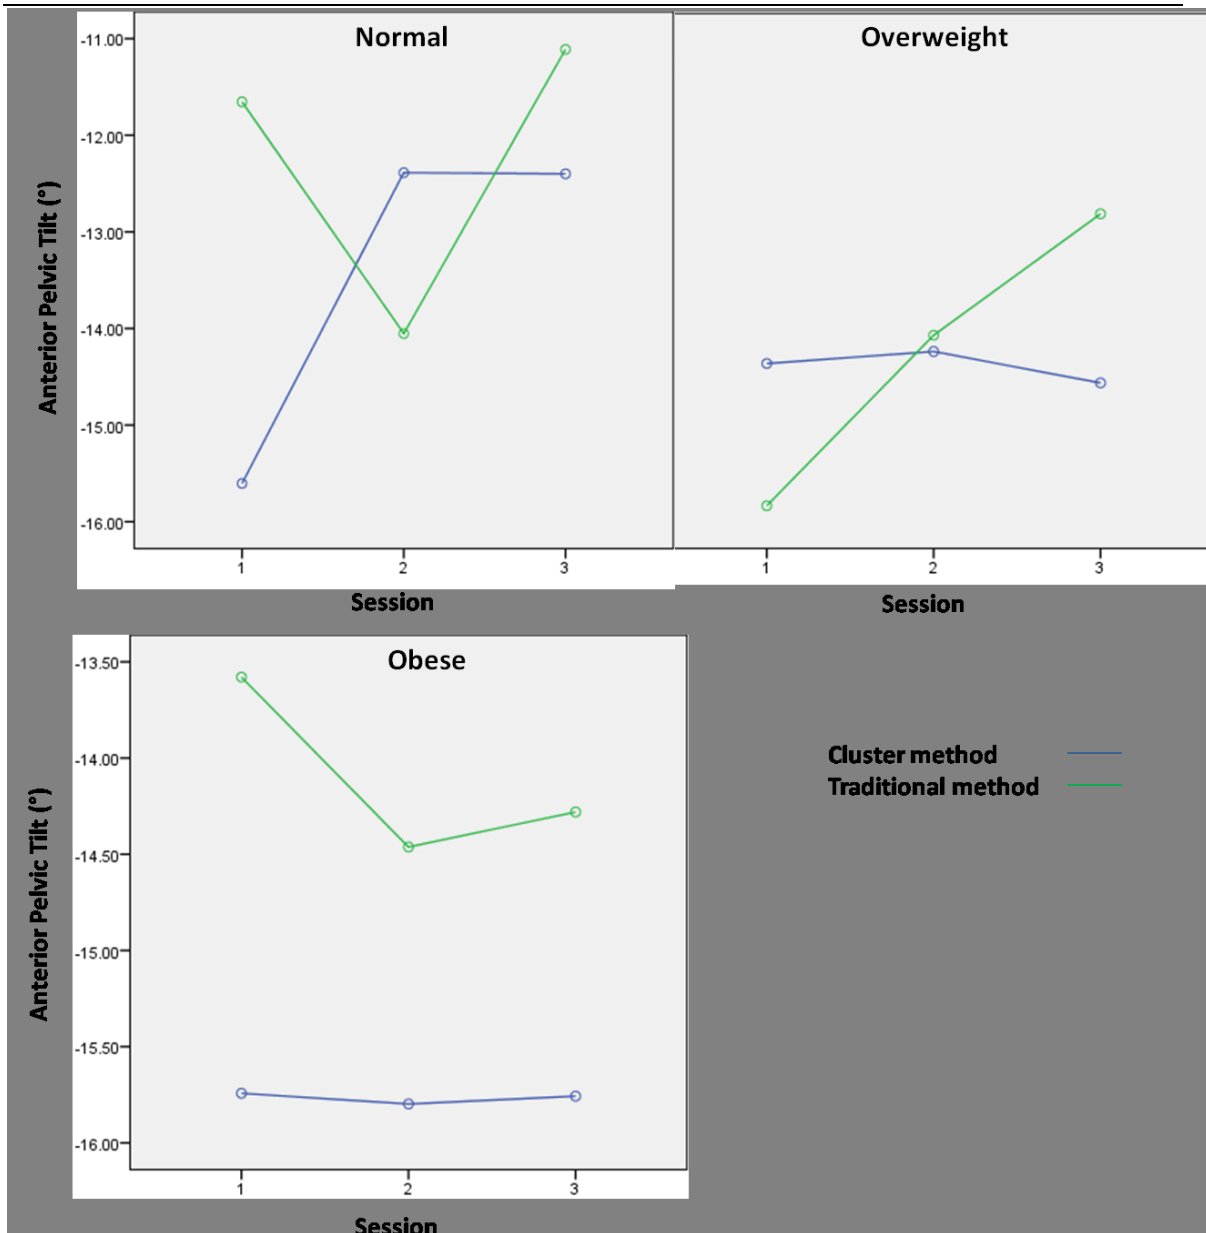 Normal
Anterior Pelvic Tilt (°)
-11.00
-12.00
-13.00
-14.00
-15.00
-16.00
1 2 3
Session
Overweight
1 2 3
Session
Obese
Anterior Pelvic Tilt (°)
-13.50
-14.00
-14.50
-15.00
-15.50
-16.00
1 2 3
Session
Cluster method
Traditional method